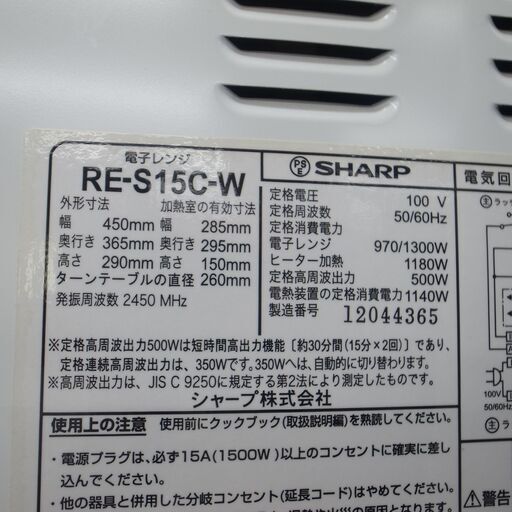 電子レンジ
RE-S15C-W
外形寸法 加熱室の有効寸法
幅 450mm 幅 285mm
奥行き 365mm 奥行き 295mm
高さ 290mm 高さ 150mm
ターンテーブルの直径 260mm
発振周波数 2450 MHz
PS E SHARP
定格電圧 100 V
定格周波数 50/60Hz
定格消費電力
電子レンジ 970/1300W
ヒーター加熱 1180W
定格高周波出力 500W
電熱装置の定格消費電力1140W
製造番号 12044365
※定格高周波出力500Wは短時間高出力機能〔約30分間(15分×2回)〕であり、
定格連続高周波出力は、350Wです。350Wへは、自動的に切り替わります。
※高周波出力は、JIS C 9250に規定する第2法により測定したものです。
シャープ株式会社
使用上の注意 使用前にクックブック(取扱説明編)を熟読してください。
・電源プラグは、必ず15A(1500W)以上のコンセントに確実に差し
込んでください。
・他の器具と併用した分岐コンセント(延長コード)はやめてください。
電気回
主 ラッ
100V
50/60Hz
主 ラ
警告